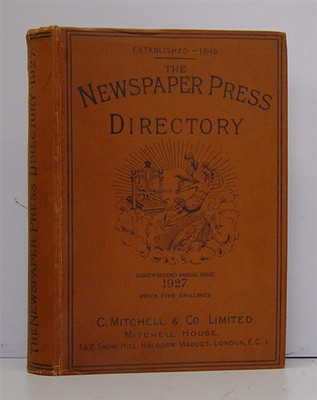 ESTABLISHED – 1846
THE
NEWSPAPER PRESS
DIRECTORY
EIGHTY-SECOND ANNUAL ISSUE.
1927.
PRICE FIVE SHILLINGS
C. MITCHELL & CO. LIMITED.
MITCHELL HOUSE.
1 & 2 SNOW HILL, HOLBORN VIADUCT, LONDON, E.C. 1.
THE NEWSPAPER PRESS DIRECTORY 1927